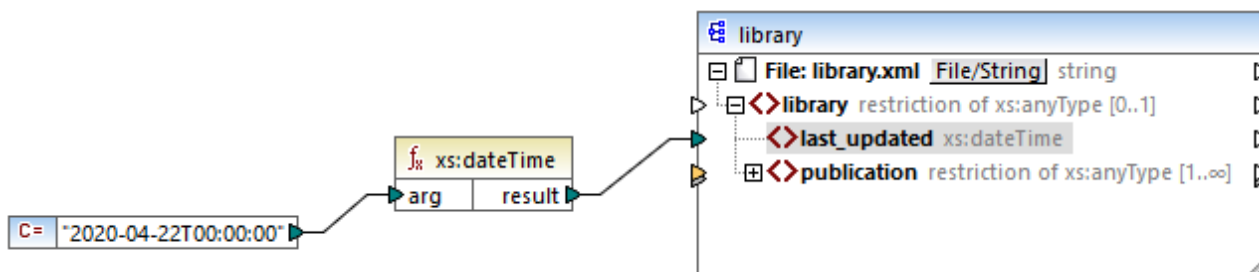 library
File: library.xml File/String string
library restriction of xs:anyType [0..1]
last_updated xs:dateTime
publication restriction of xs:anyType [1..∞]
fx xs:dateTime
arg result
C= "2020-04-22T00:00:00"